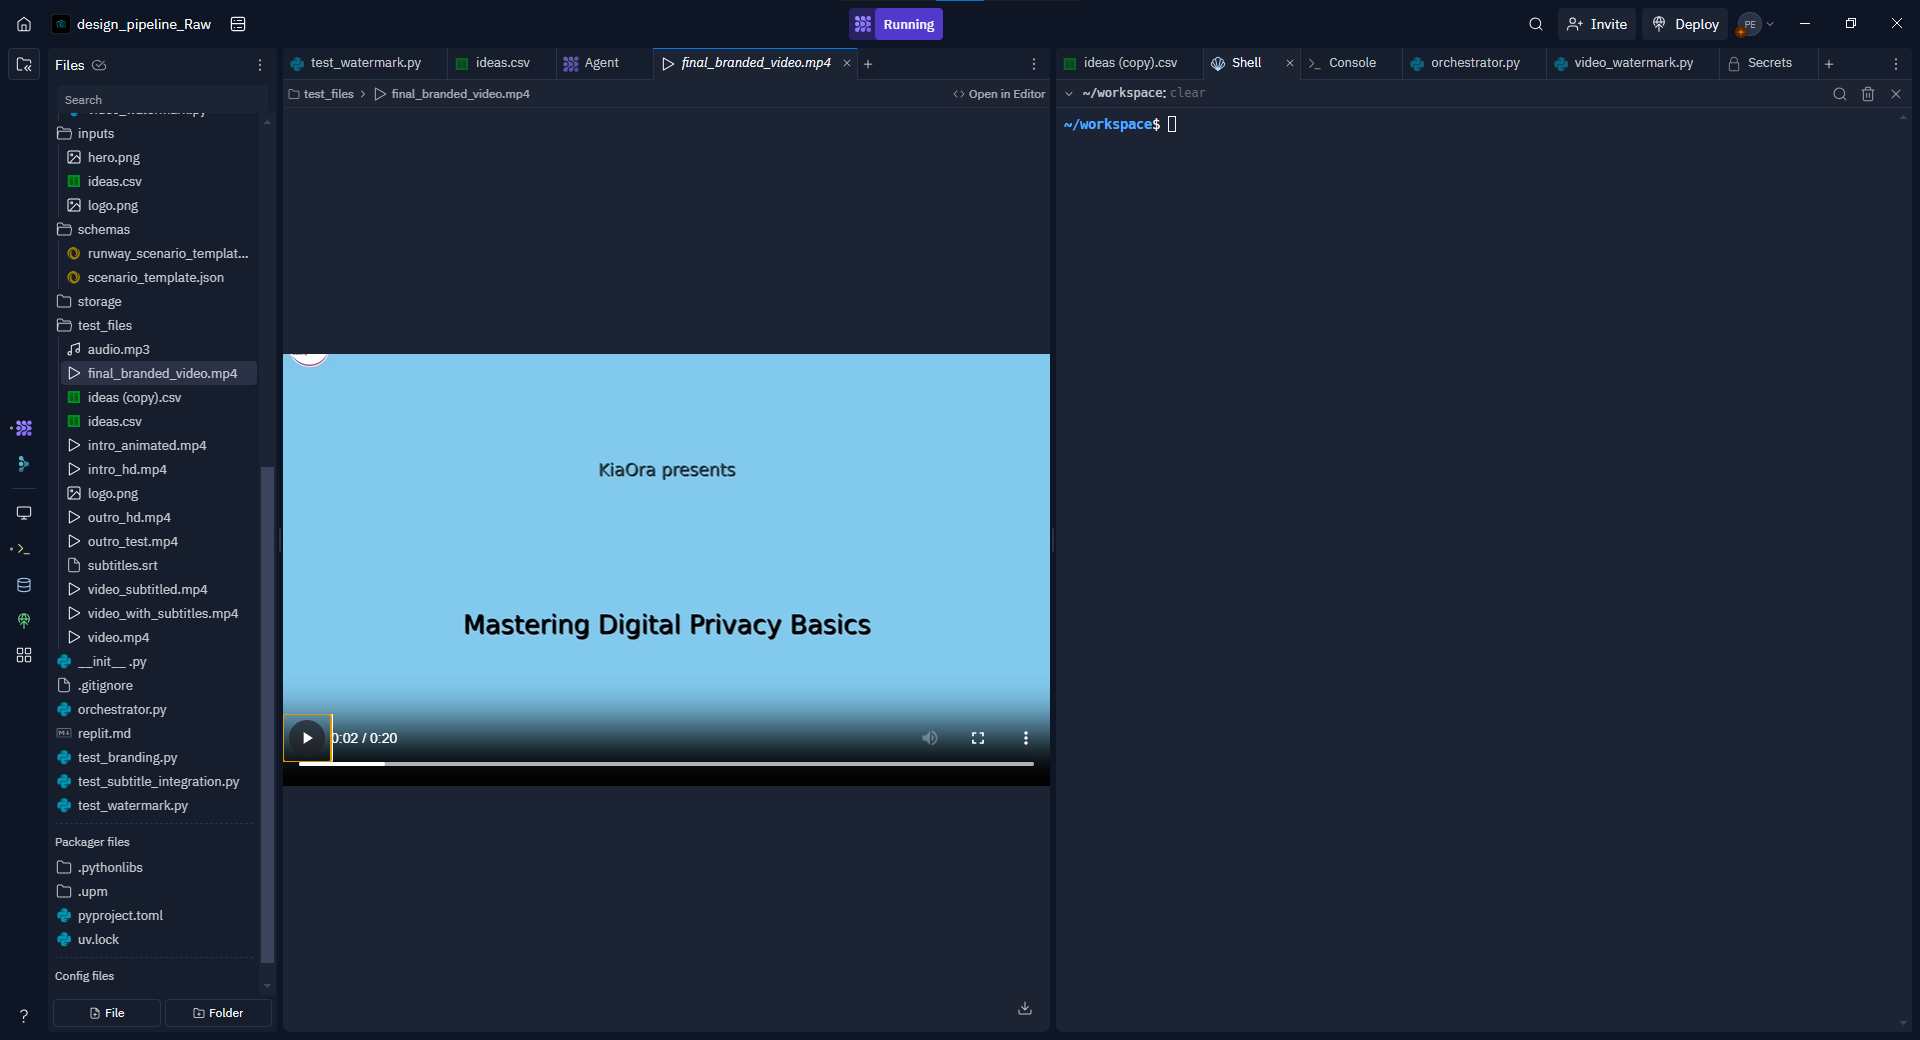 design_pipeline_Raw
Running
Invite
Deploy
PE
Files
Search
video_watermark.py
inputs
hero.png
ideas.csv
logo.png
schemas
runway_scenario_templat...
scenario_template.json
storage
test_files
audio.mp3
final_branded_video.mp4
ideas (copy).csv
ideas.csv
intro_animated.mp4
intro_hd.mp4
logo.png
outro_hd.mp4
outro_test.mp4
subtitles.srt
video_subtitled.mp4
video_with_subtitles.mp4
video.mp4
__init__ .py
.gitignore
orchestrator.py
replit.md
test_branding.py
test_subtitle_integration.py
test_watermark.py
Packager files
.pythonlibs
.upm
pyproject.toml
uv.lock
Config files
File
Folder
?
test_watermark.py
ideas.csv
Agent
final_branded_video.mp4
test_files > final_branded_video.mp4
<> Open in Editor
KiaOra presents
Mastering Digital Privacy Basics
0:02 / 0:20
ideas (copy).csv
Shell
Console
orchestrator.py
video_watermark.py
Secrets
~/workspace: clear
~/workspace$